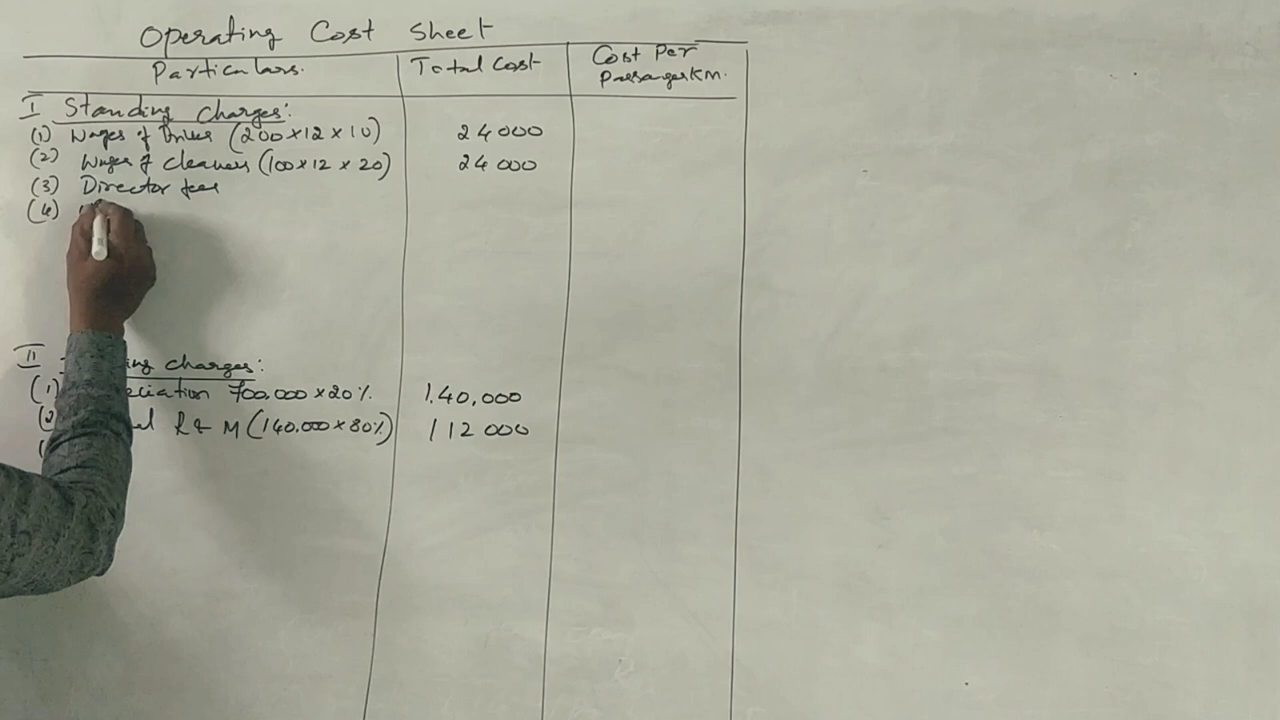 Operating Cost Sheet
Particulars. Total Cost Cost Per Passenger Km.
I Standing Charges:
(1) Wages of Drives (200×12×10) 24000
(2) Wages of Cleaners (100×12×20) 24000
(3) Director fees
(4)
II charges:
(1) eciation 700,000×20%. 1,40,000
(2 R & M (140,000×80%) 112000
(